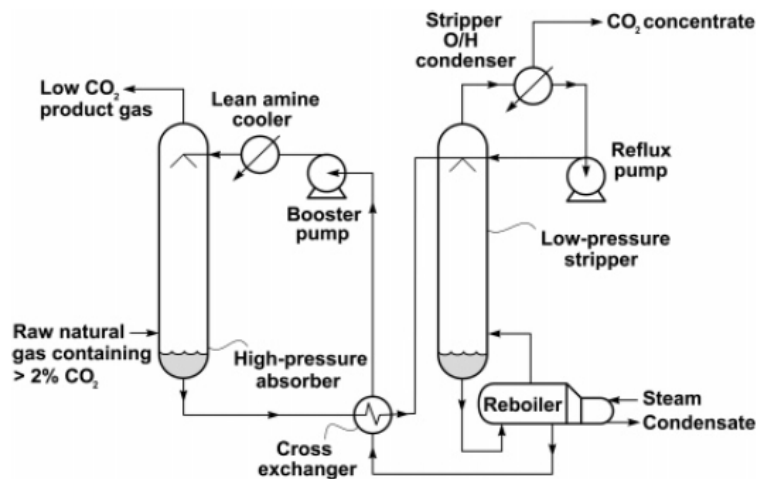 Stripper
O/H
condenser
CO₂ concentrate
Low CO₂
product gas
Lean amine
cooler
Reflux
pump
Booster
pump
Low-pressure
stripper
Raw natural
gas containing
> 2% CO₂
High-pressure
absorber
Reboiler
Steam
Condensate
Cross
exchanger